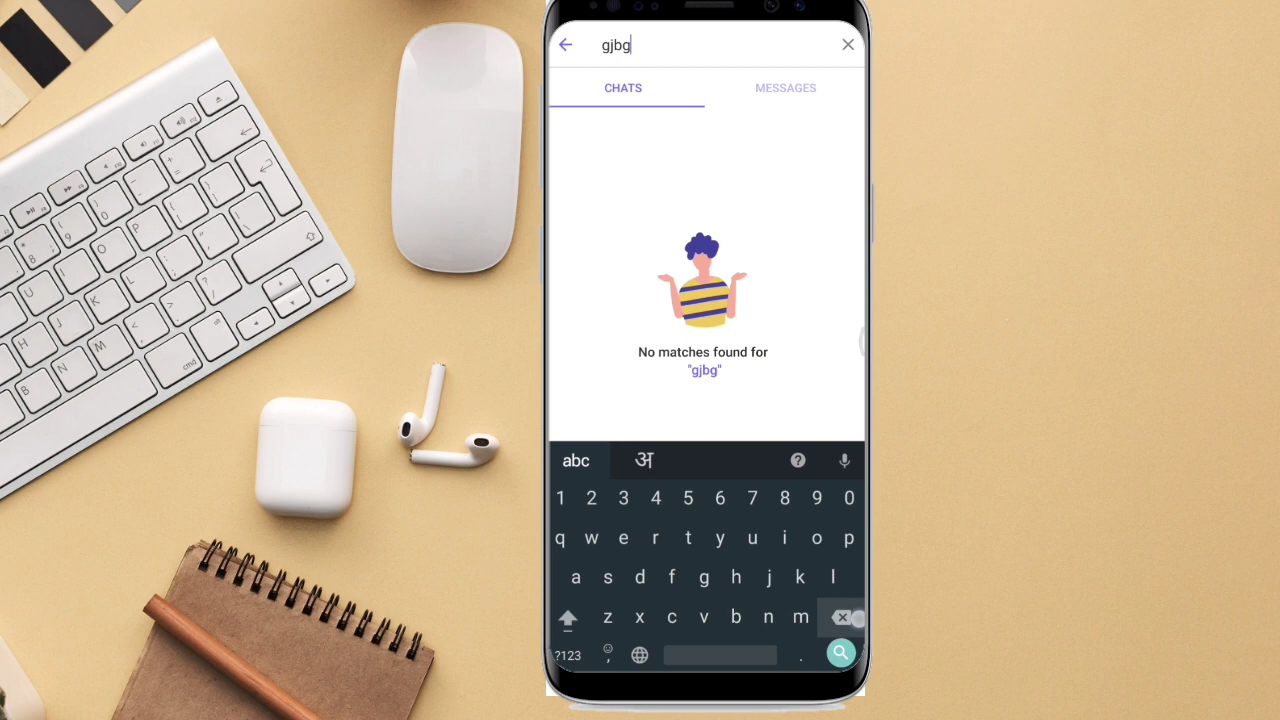 gjbg
CHATS MESSAGES
No matches found for
"gjbg"
abc अ
1 2 3 4 5 6 7 8 9 0
q w e r t y u i o p
a s d f g h j k l
z x c v b n m
?123 , .